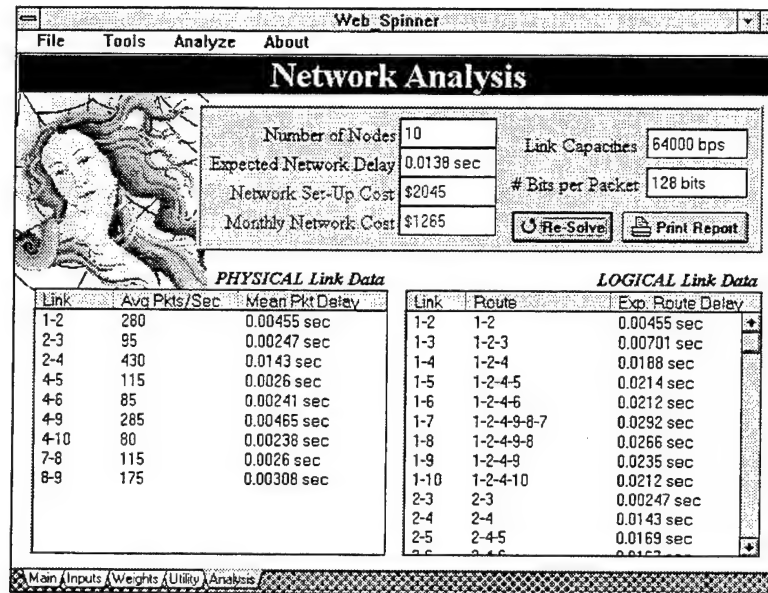 Web_Spinner
File Tools Analyze About
Network Analysis
Number of Nodes 10
Expected Network Delay 0.0138 sec
Network Set-Up Cost $2045
Monthly Network Cost $1265
Link Capacities 64000 bps
# Bits per Packet 128 bits
Re-Solve Print Report
PHYSICAL Link Data
Link Avg Pkts/Sec Mean Pkt Delay
1-2 280 0.00455 sec
2-3 95 0.00247 sec
2-4 430 0.0143 sec
4-5 115 0.0026 sec
4-6 85 0.00241 sec
4-9 285 0.00465 sec
4-10 80 0.00238 sec
7-8 115 0.0026 sec
8-9 175 0.00308 sec
LOGICAL Link Data
Link Route Exp. Route Delay
1-2 1-2 0.00455 sec
1-3 1-2-3 0.00701 sec
1-4 1-2-4 0.0188 sec
1-5 1-2-4-5 0.0214 sec
1-6 1-2-4-6 0.0212 sec
1-7 1-2-4-9-8-7 0.0292 sec
1-8 1-2-4-9-8 0.0266 sec
1-9 1-2-4-9 0.0235 sec
1-10 1-2-4-10 0.0212 sec
2-3 2-3 0.00247 sec
2-4 2-4 0.0143 sec
2-5 2-4-5 0.0169 sec
Main Inputs Weights Utility Analysis